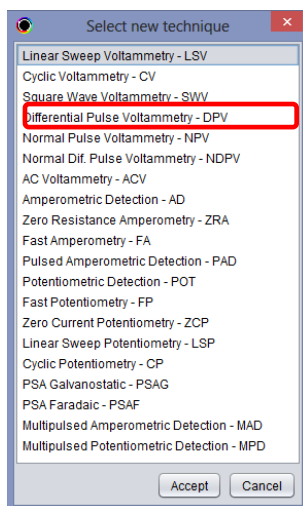 Select new technique
Linear Sweep Voltammetry - LSV
Cyclic Voltammetry - CV
Square Wave Voltammetry - SWV
Differential Pulse Voltammetry - DPV
Normal Pulse Voltammetry - NPV
Normal Dif. Pulse Voltammetry - NDPV
AC Voltammetry - ACV
Amperometric Detection - AD
Zero Resistance Amperometry - ZRA
Fast Amperometry - FA
Pulsed Amperometric Detection - PAD
Potentiometric Detection - POT
Fast Potentiometry - FP
Zero Current Potentiometry - ZCP
Linear Sweep Potentiometry - LSP
Cyclic Potentiometry - CP
PSA Galvanostatic - PSAG
PSA Faradaic - PSAF
Multipulsed Amperometric Detection - MAD
Multipulsed Potentiometric Detection - MPD
Accept Cancel